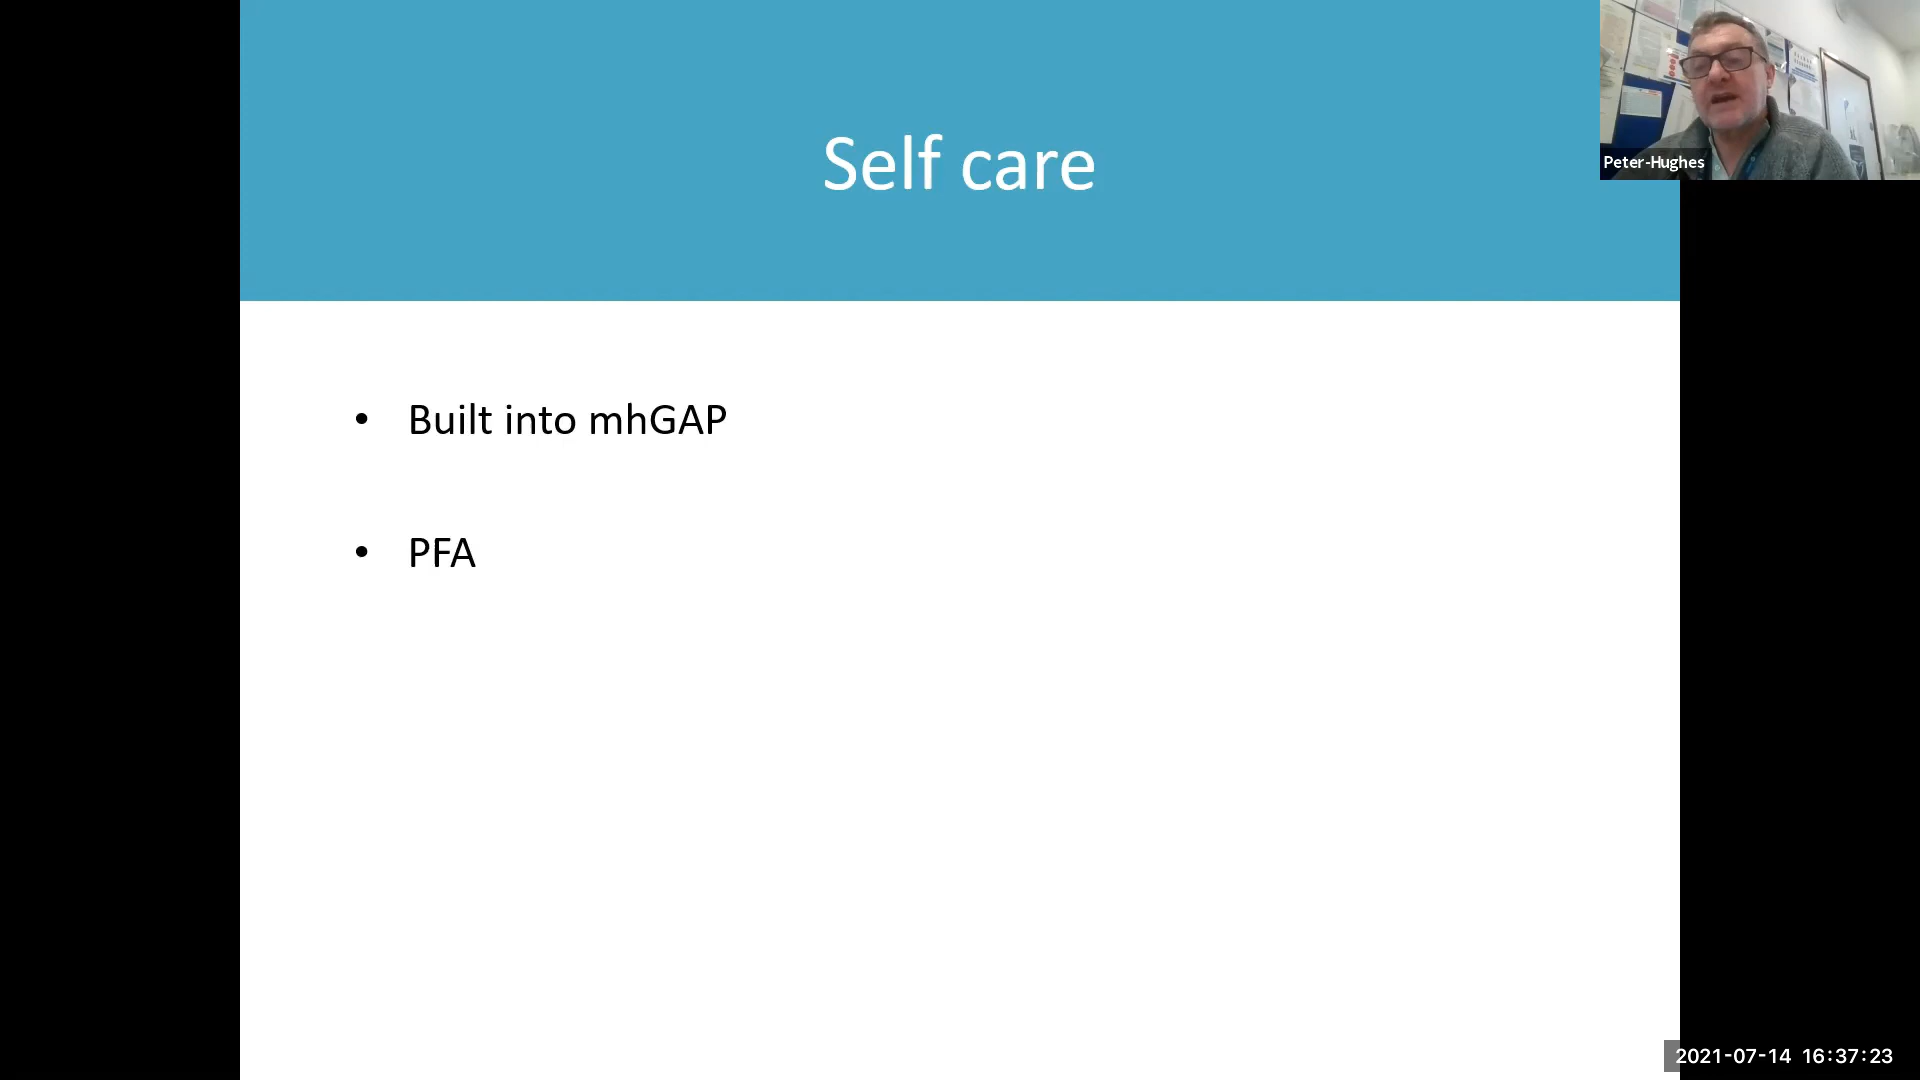 Self care
Peter-Hughes
• Built into mhGAP
• PFA
2021-07-14 16:37:23